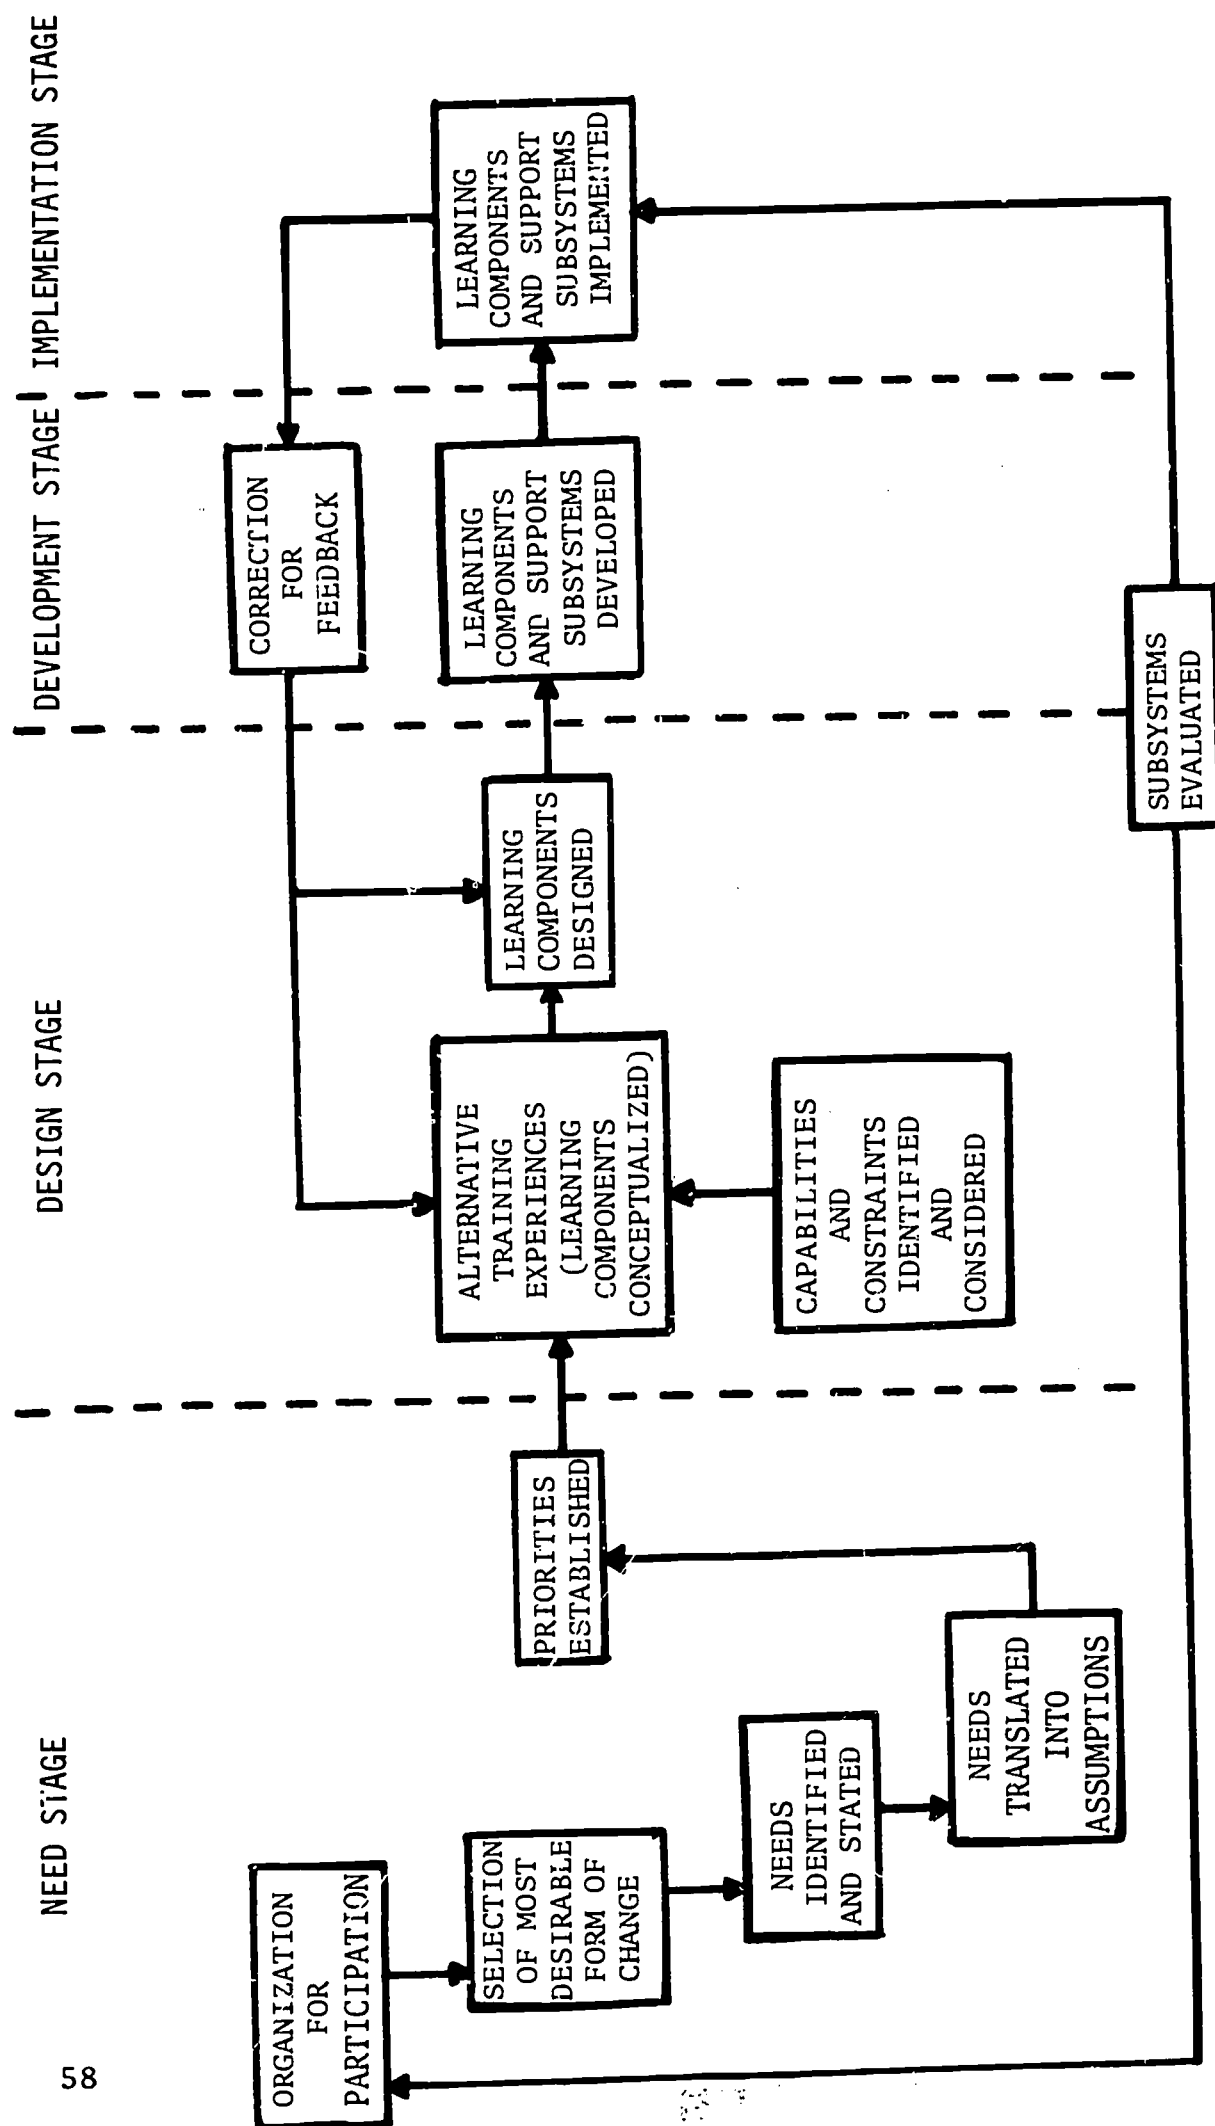 NEED STAGE
DESIGN STAGE
DEVELOPMENT STAGE
IMPLEMENTATION STAGE
ORGANIZATION
FOR
PARTICIPATION
SELECTION
OF MOST
DESIRABLE
FORM OF
CHANGE
NEEDS
IDENTIFIED
AND STATED
NEEDS
TRANSLATED
INTO
ASSUMPTIONS
PRIORITIES
ESTABLISHED
ALTERNATIVE
TRAINING
EXPERIENCES
(LEARNING
COMPONENTS
CONCEPTUALIZED)
CAPABILITIES
AND
CONSTRAINTS
IDENTIFIED
AND
CONSIDERED
LEARNING
COMPONENTS
DESIGNED
CORRECTION
FOR
FEEDBACK
LEARNING
COMPONENTS
AND SUPPORT
SUBSYSTEMS
DEVELOPED
LEARNING
COMPONENTS
AND SUPPORT
SUBSYSTEMS
IMPLEMENTED
SUBSYSTEMS
EVALUATED
58